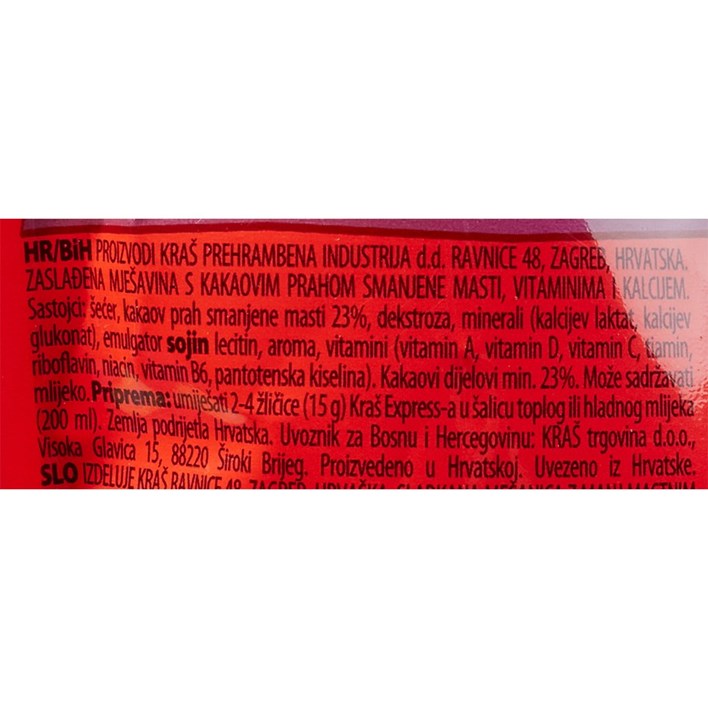 HR/BiH PROIZVODI KRAŠ PREHRAMBENA INDUSTRIJA d.d. RAVNICE 48, ZAGREB, HRVATSKA.
ZASLAĐENA MJEŠAVINA S KAKAOVIM PRAHOM SMANJENE MASTI, VITAMINIMA I KALCIJEM.
Sastojci: šećer, kakaov prah smanjene masti 23%, dekstroza, minerali (kalcijev laktat, kalcijev
glukonat), emulgator sojin lecitin, aroma, vitamini (vitamin A, vitamin D, vitamin C, tiamin,
riboflavin, niacin, vitamin B6, pantotenska kiselina). Kakaovi dijelovi min. 23%. Može sadržavati
mlijeko. Priprema: umiješati 2-4 žličice (15 g) Kraš Express-a u šalicu toplog ili hladnog mlijeka
(200 ml). Zemlja podrijetla Hrvatska. Uvoznik za Bosnu i Hercegovinu: KRAŠ trgovina d.o.o.,
Visoka Glavica 15, 88220 Široki Brijeg. Proizvedeno u Hrvatskoj. Uvezeno iz Hrvatske.
SLO IZDELUJE KRAŠ RAVNICE 48, ZAGREB, HRVAŠKA.